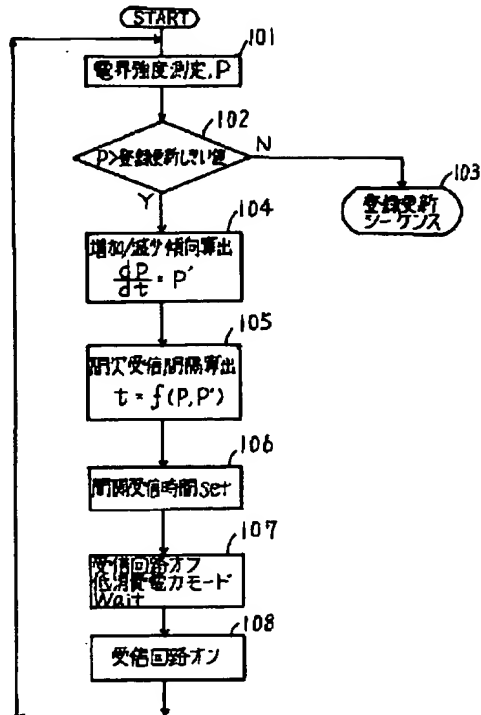 START
101
電界強度測定,P
102
P>登録更新しきい値
N
Y
103
登録更新
シーケンス
104
増加/減少傾向算出
dP/dt = P'
105
間欠受信間隔算出
t = f(P,P')
106
受信時間set
107
受信回路オフ
低消費電力モード
Wait
108
受信回路オン